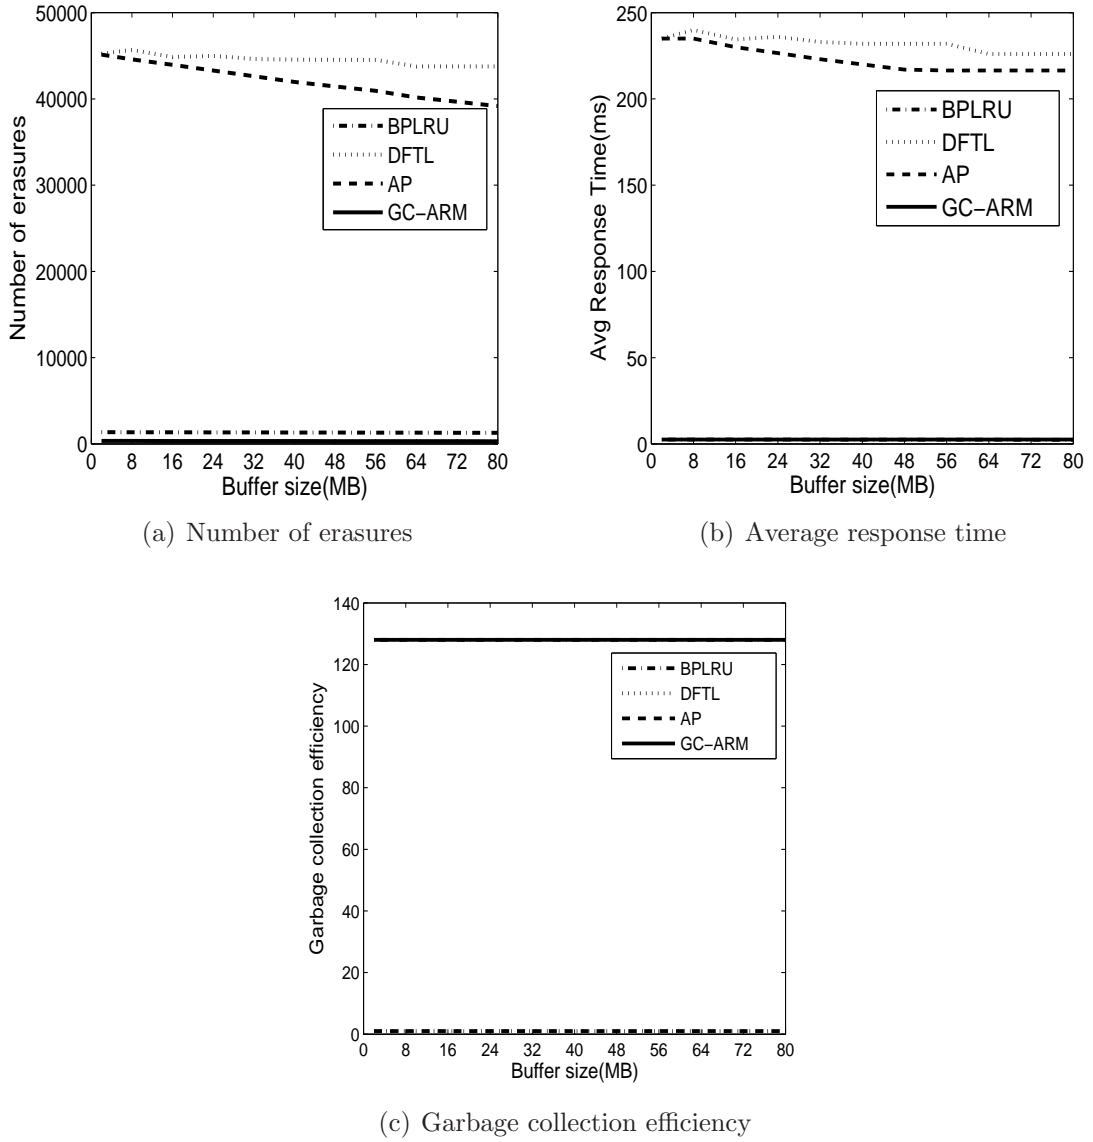 50000
40000
30000
20000
10000
0
Number of erasures
BPLRU
DFTL
AP
GC-ARM
0 8 16 24 32 40 48 56 64 72 80
Buffer size(MB)
(a) Number of erasures
250
200
150
100
5o
0
Avg Response Time(ms)
BPLRU
DFTL
AP
GC-ARM
0 8 16 24 32 40 48 56 64 72 80
Buffer size(MB)
(b) Average response time
140
120
100
80
60
40
20
0
Garbage collection efficiency
BPLRU
DFTL
AP
GC-ARM
0 8 16 24 32 40 48 56 64 72 80
Buffer size(MB)
(c) Garbage collection efficiency